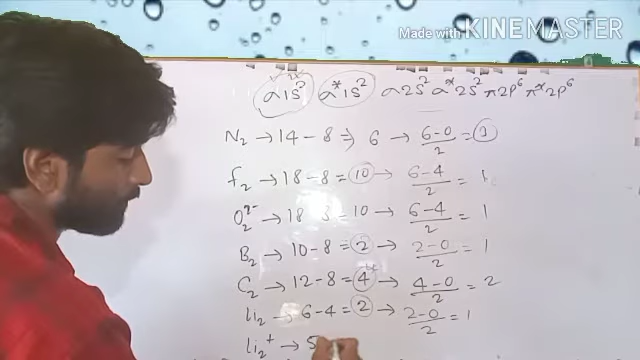 Made with KINEMASTER
σ1s² σ*1s² σ2s² σ*2s² π2p⁶ π*2p⁶
N₂ → 14 - 8 ⇒ 6 → (6-0)/2 = 3
f₂ → 18 - 8 = 10 → (6-4)/2 = 1
O₂²⁻ → 18 8 = 10 → (6-4)/2 = 1
B₂ → 10 - 8 = 2 → (2-0)/2 = 1
C₂ → 12 - 8 = 4 → (4-0)/2 = 2
li₂ → 6 - 4 = 2 → (2-0)/2 = 1
li₂⁺ → 5